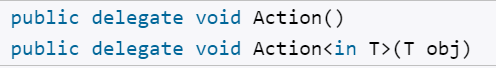 public delegate void Action()
public delegate void Action<in T>(T obj)